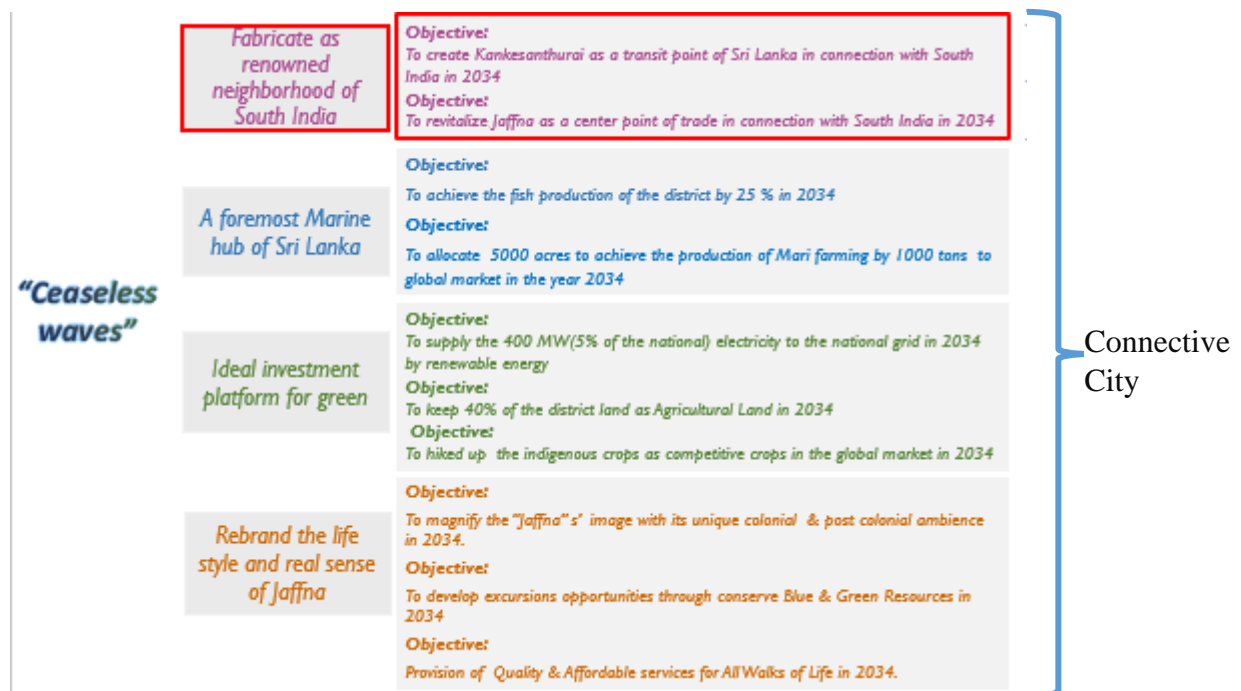 Fabricate as
renowned
neighborhood of
South India
Objective:
To create Kankesanthurai as a transit point of Sri Lanka in connection with South
India in 2034
Objective:
To revitalize Jaffna as a center point of trade in connection with South India in 2034
"Ceaseless
waves"
A foremost Marine
hub of Sri Lanka
Objective:
To achieve the fish production of the district by 25 % in 2034
Objective:
To allocate 5000 acres to achieve the production of Mari farming by 1000 tons to
global market in the year 2034
Ideal investment
platform for green
Objective:
To supply the 400 MW(5% of the national) electricity to the national grid in 2034
by renewable energy
Objective:
To keep 40% of the district land as Agricultural Land in 2034
Objective:
To hiked up the indigenous crops as competitive crops in the global market in 2034
Rebrand the life
style and real sense
of Jaffna
Objective:
To magnify the "Jaffna"s' image with its unique colonial & post colonial ambience
in 2034.
Objective:
To develop excursions opportunities through conserve Blue & Green Resources in
2034
Objective:
Provision of Quality & Affordable services for All Walks of Life in 2034.
Connective
City